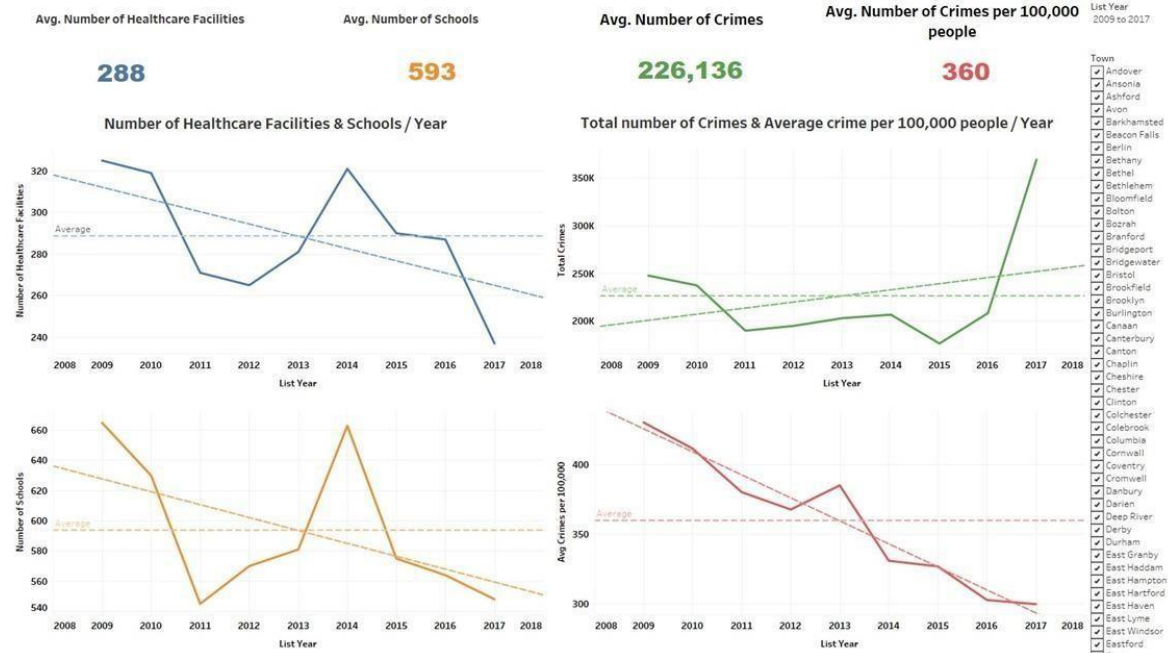 Avg. Number of Healthcare Facilities
288
Avg. Number of Schools
593
Avg. Number of Crimes
226,136
Avg. Number of Crimes per 100,000
people
360
Number of Healthcare Facilities & Schools / Year
Number of Healthcare Facilities
320
300
280
260
240
Average
2008 2009 2010 2011 2012 2013 2014 2015 2016 2017 2018
List Year
Number of Schools
660
640
620
600
580
560
540
Average
2008 2009 2010 2011 2012 2013 2014 2015 2016 2017 2018
List Year
Total number of Crimes & Average crime per 100,000 people / Year
Total Crimes
350K
300K
250K
200K
Average
2008 2009 2010 2011 2012 2013 2014 2015 2016 2017 2018
List Year
Avg Crimes per 100,000
400
350
300
Average
2008 2009 2010 2011 2012 2013 2014 2015 2016 2017 2018
List Year
List Year
2009 to 2017
Town
Andover
Ansonia
Ashford
Avon
Barkhamsted
Beacon Falls
Berlin
Bethany
Bethel
Bethlehem
Bloomfield
Bolton
Bozrah
Branford
Bridgeport
Bridgewater
Bristol
Brookfield
Brooklyn
Burlington
Canaan
Canterbury
Canton
Chaplin
Cheshire
Chester
Clinton
Colchester
Colebrook
Columbia
Cornwall
Coventry
Cromwell
Danbury
Darien
Deep River
Derby
Durham
East Granby
East Haddam
East Hampton
East Hartford
East Haven
East Lyme
East Windsor
Eastford